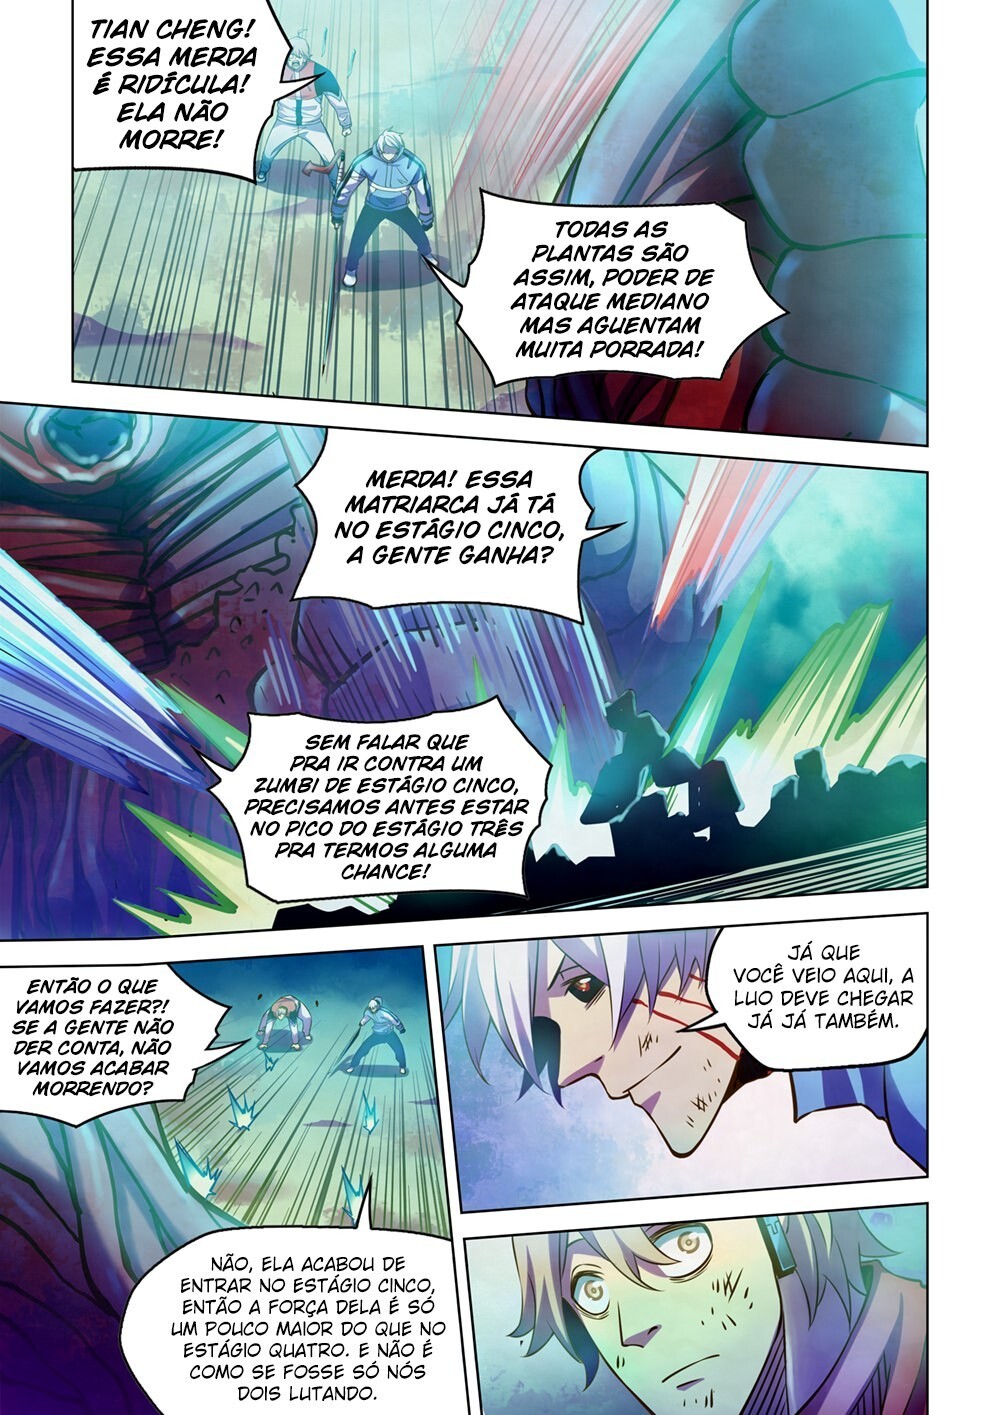 TIAN CHENG!
ESSA MERDA
É RIDÍCULA!
ELA NÃO
MORRE!
TODAS AS
PLANTAS SÃO
ASSIM, PODER DE
ATAQUE MEDIANO
MAS AGUENTAM
MUITA PORRADA!
MERDA! ESSA
MATRIARCA JÁ TÁ
NO ESTÁGIO CINCO,
A GENTE GANHA?
SEM FALAR QUE
PRA IR CONTRA UM
ZUMBI DE ESTÁGIO CINCO,
PRECISAMOS ANTES ESTAR
NO PICO DO ESTÁGIO TRÊS
PRA TERMOS ALGUMA
CHANCE!
ENTÃO O QUE
VAMOS FAZER?!
SE A GENTE NÃO
DER CONTA, NÃO
VAMOS ACABAR
MORRENDO?
NÃO, ELA ACABOU DE
ENTRAR NO ESTÁGIO CINCO,
ENTÃO A FORÇA DELA É SÓ
UM POUCO MAIOR DO QUE NO
ESTÁGIO QUATRO. E NÃO É
COMO SE FOSSE SÓ NÓS
DOIS LUTANDO.
JÁ QUE
VOCÊ VEIO AQUI, A
LUO DEVE CHEGAR
JÁ JÁ TAMBÉM.